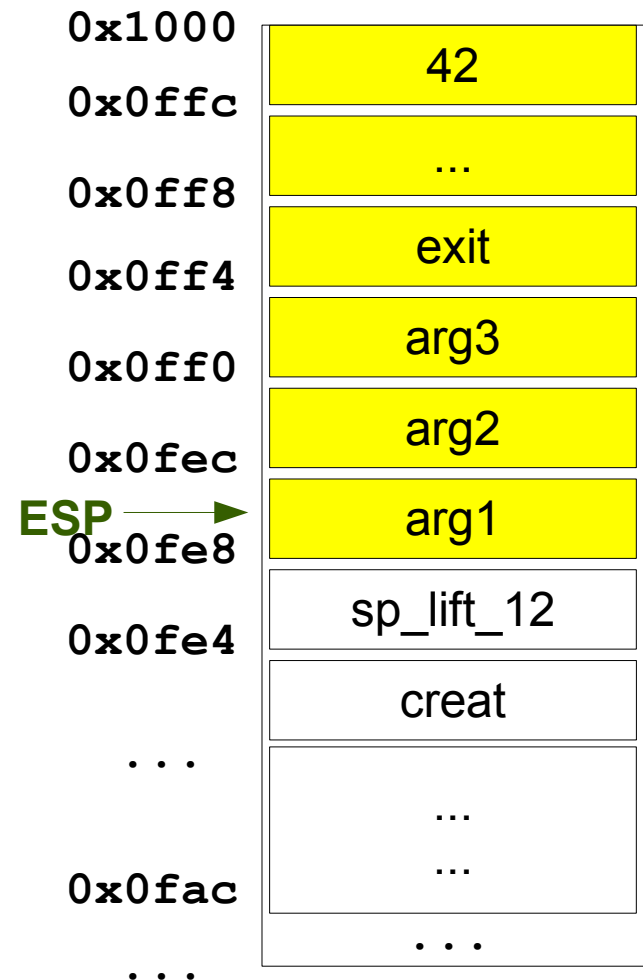 0x1000
42
0x0ffc
...
0x0ff8
exit
0x0ff4
arg3
0x0ff0
arg2
0x0fec
ESP
arg1
0x0fe8
sp_lift_12
0x0fe4
creat
...
...
...
0x0fac
...
...